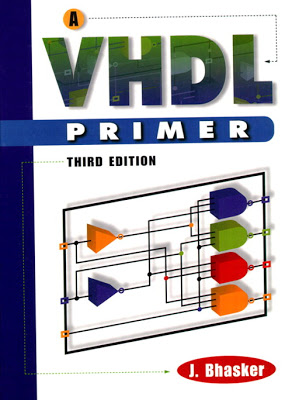 A
VHDL
PRIMER
THIRD EDITION
J. Bhasker